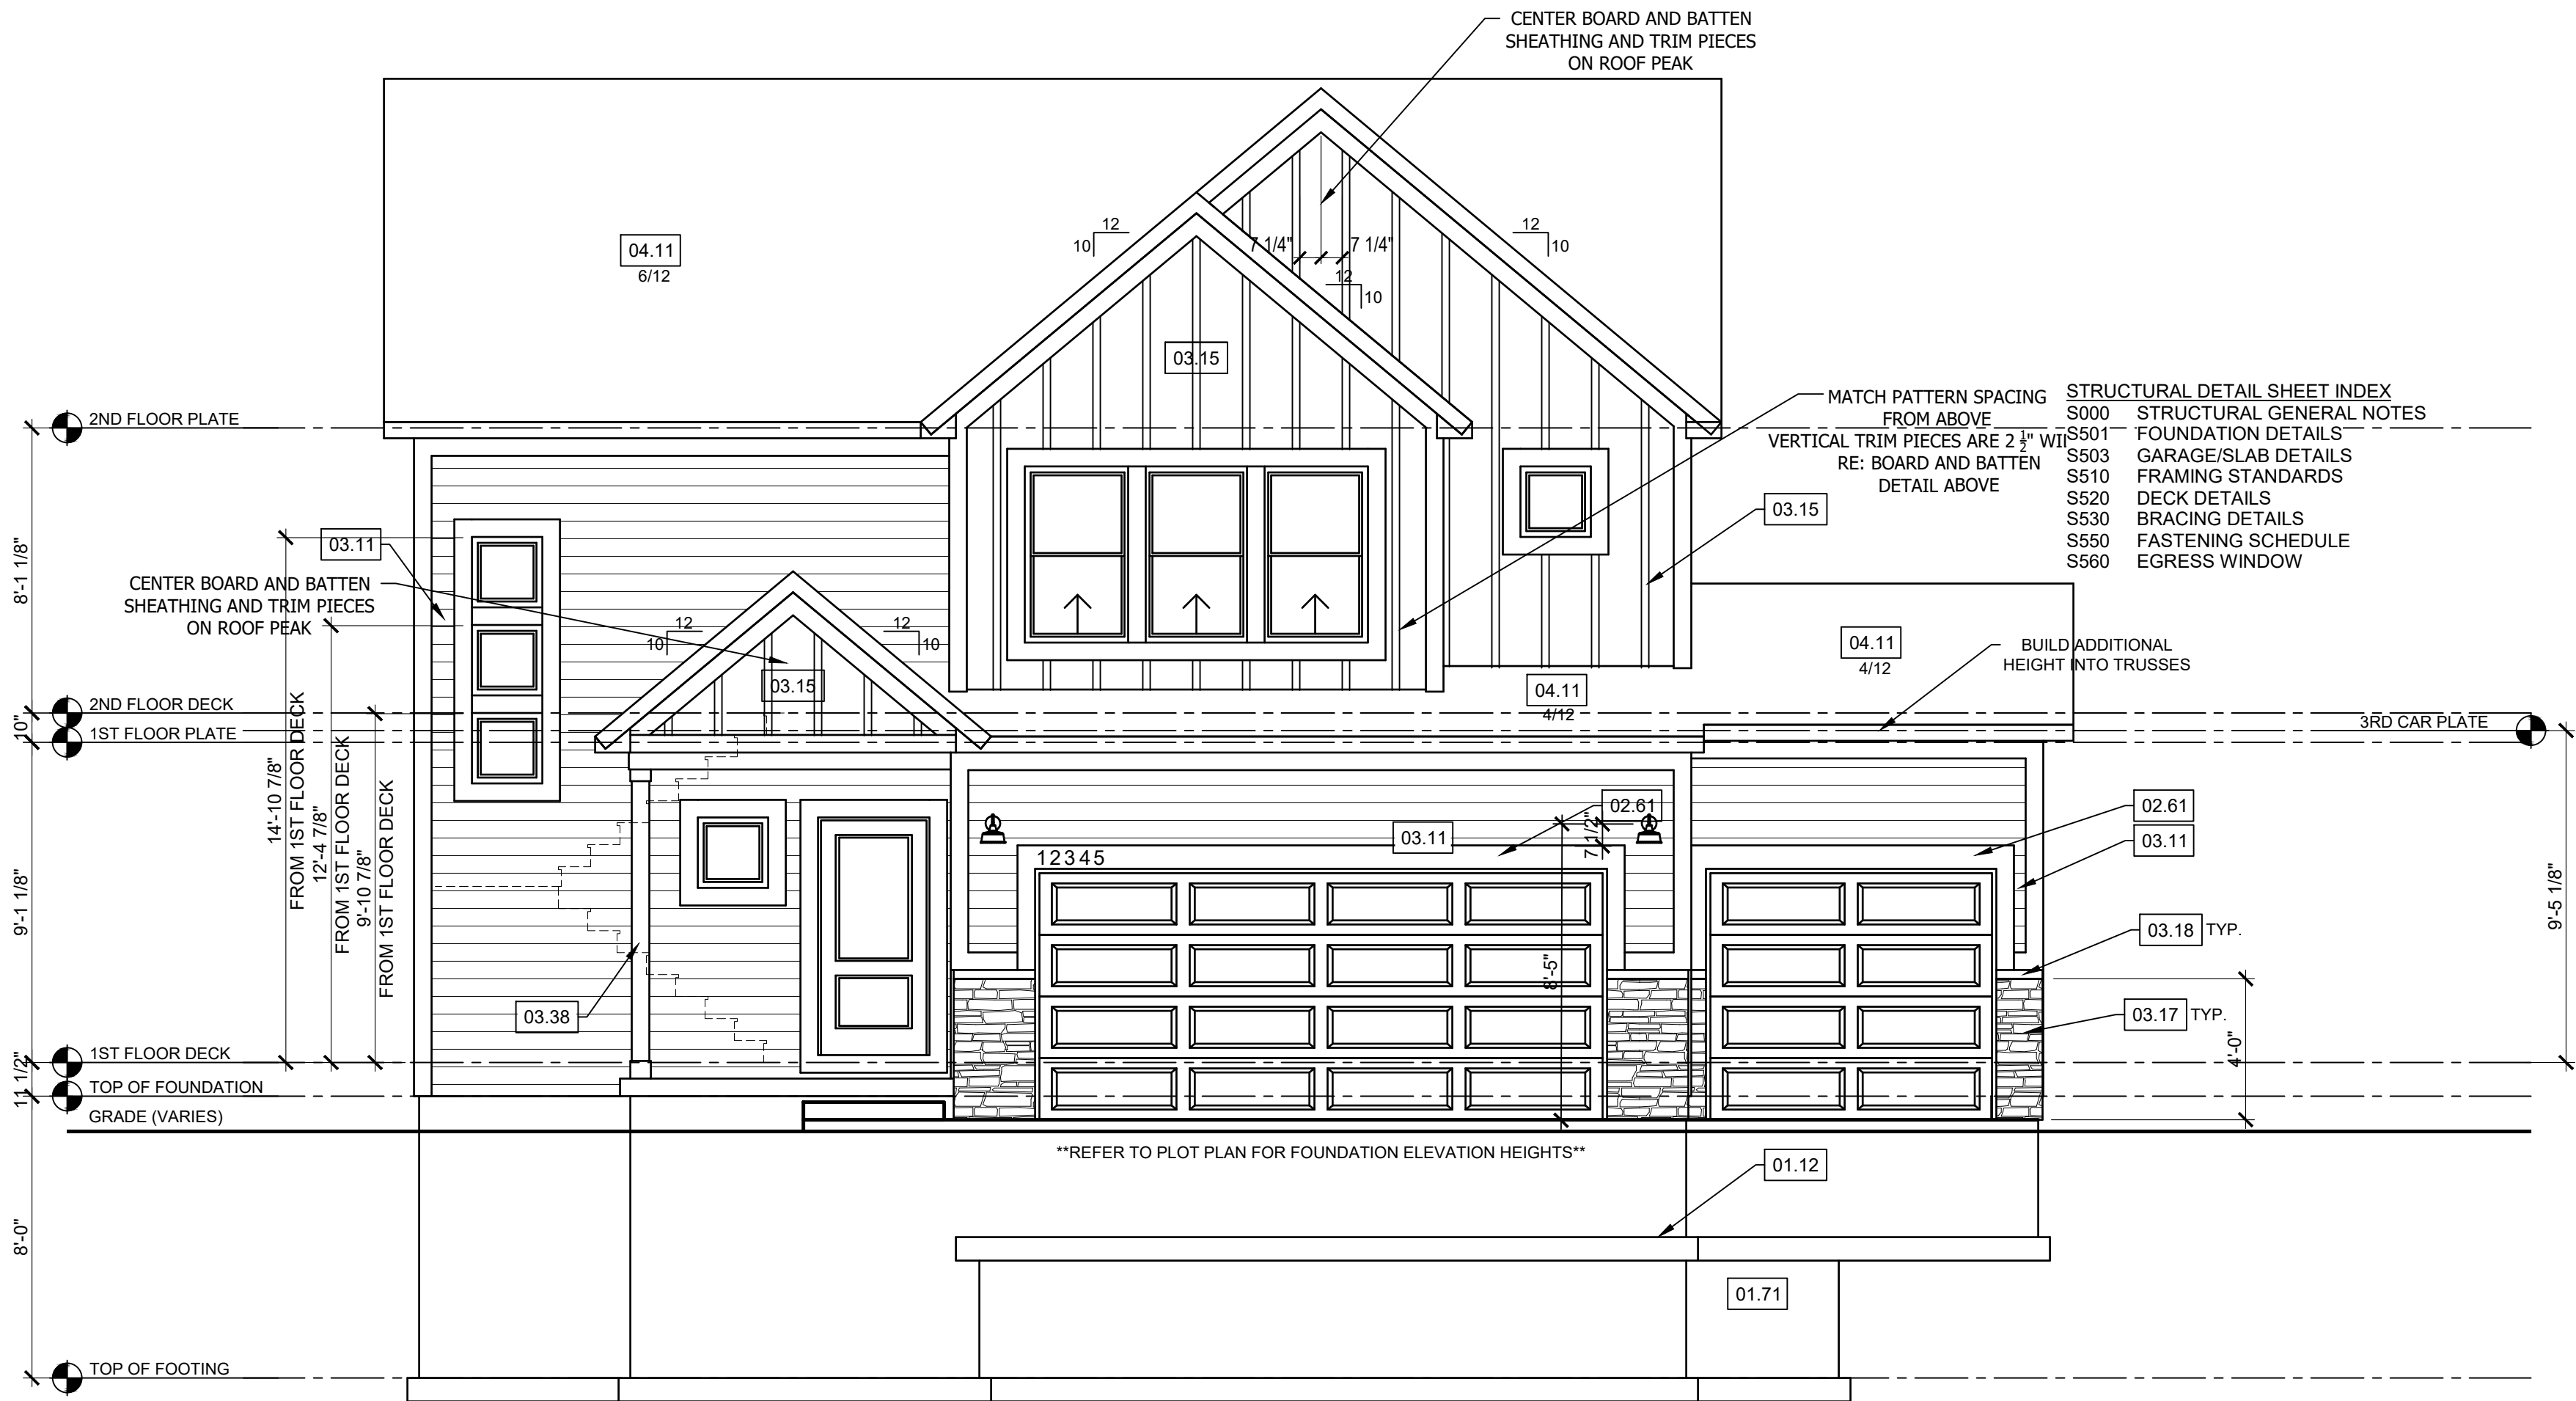 CENTER BOARD AND BATTEN
SHEATHING AND TRIM PIECES
ON ROOF PEAK
12
10
12
10
7 1/4"
7 1/4"
12
10
04.11
6/12
03.15
MATCH PATTERN SPACING
FROM ABOVE
VERTICAL TRIM PIECES ARE 2 1/2" WI
RE: BOARD AND BATTEN
DETAIL ABOVE
STRUCTURAL DETAIL SHEET INDEX
S000 STRUCTURAL GENERAL NOTES
S501 FOUNDATION DETAILS
S503 GARAGE/SLAB DETAILS
S510 FRAMING STANDARDS
S520 DECK DETAILS
S530 BRACING DETAILS
S550 FASTENING SCHEDULE
S560 EGRESS WINDOW
2ND FLOOR PLATE
8'-1 1/8"
03.11
03.15
CENTER BOARD AND BATTEN
SHEATHING AND TRIM PIECES
ON ROOF PEAK
12
10
12
10
03.15
04.11
4/12
04.11
4/12
BUILD ADDITIONAL
HEIGHT INTO TRUSSES
2ND FLOOR DECK
10"
1ST FLOOR PLATE
3RD CAR PLATE
14'-10 7/8"
FROM 1ST FLOOR DECK
12'-4 7/8"
FROM 1ST FLOOR DECK
9'-10 7/8"
FROM 1ST FLOOR DECK
9'-1 1/8"
02.61
03.11
7 1/2"
12345
8'-5"
02.61
03.11
03.18 TYP.
03.17 TYP.
9'-5 1/8"
4'-0"
03.38
1ST FLOOR DECK
11 1/2"
TOP OF FOUNDATION
GRADE (VARIES)
**REFER TO PLOT PLAN FOR FOUNDATION ELEVATION HEIGHTS**
01.12
8'-0"
01.71
TOP OF FOOTING